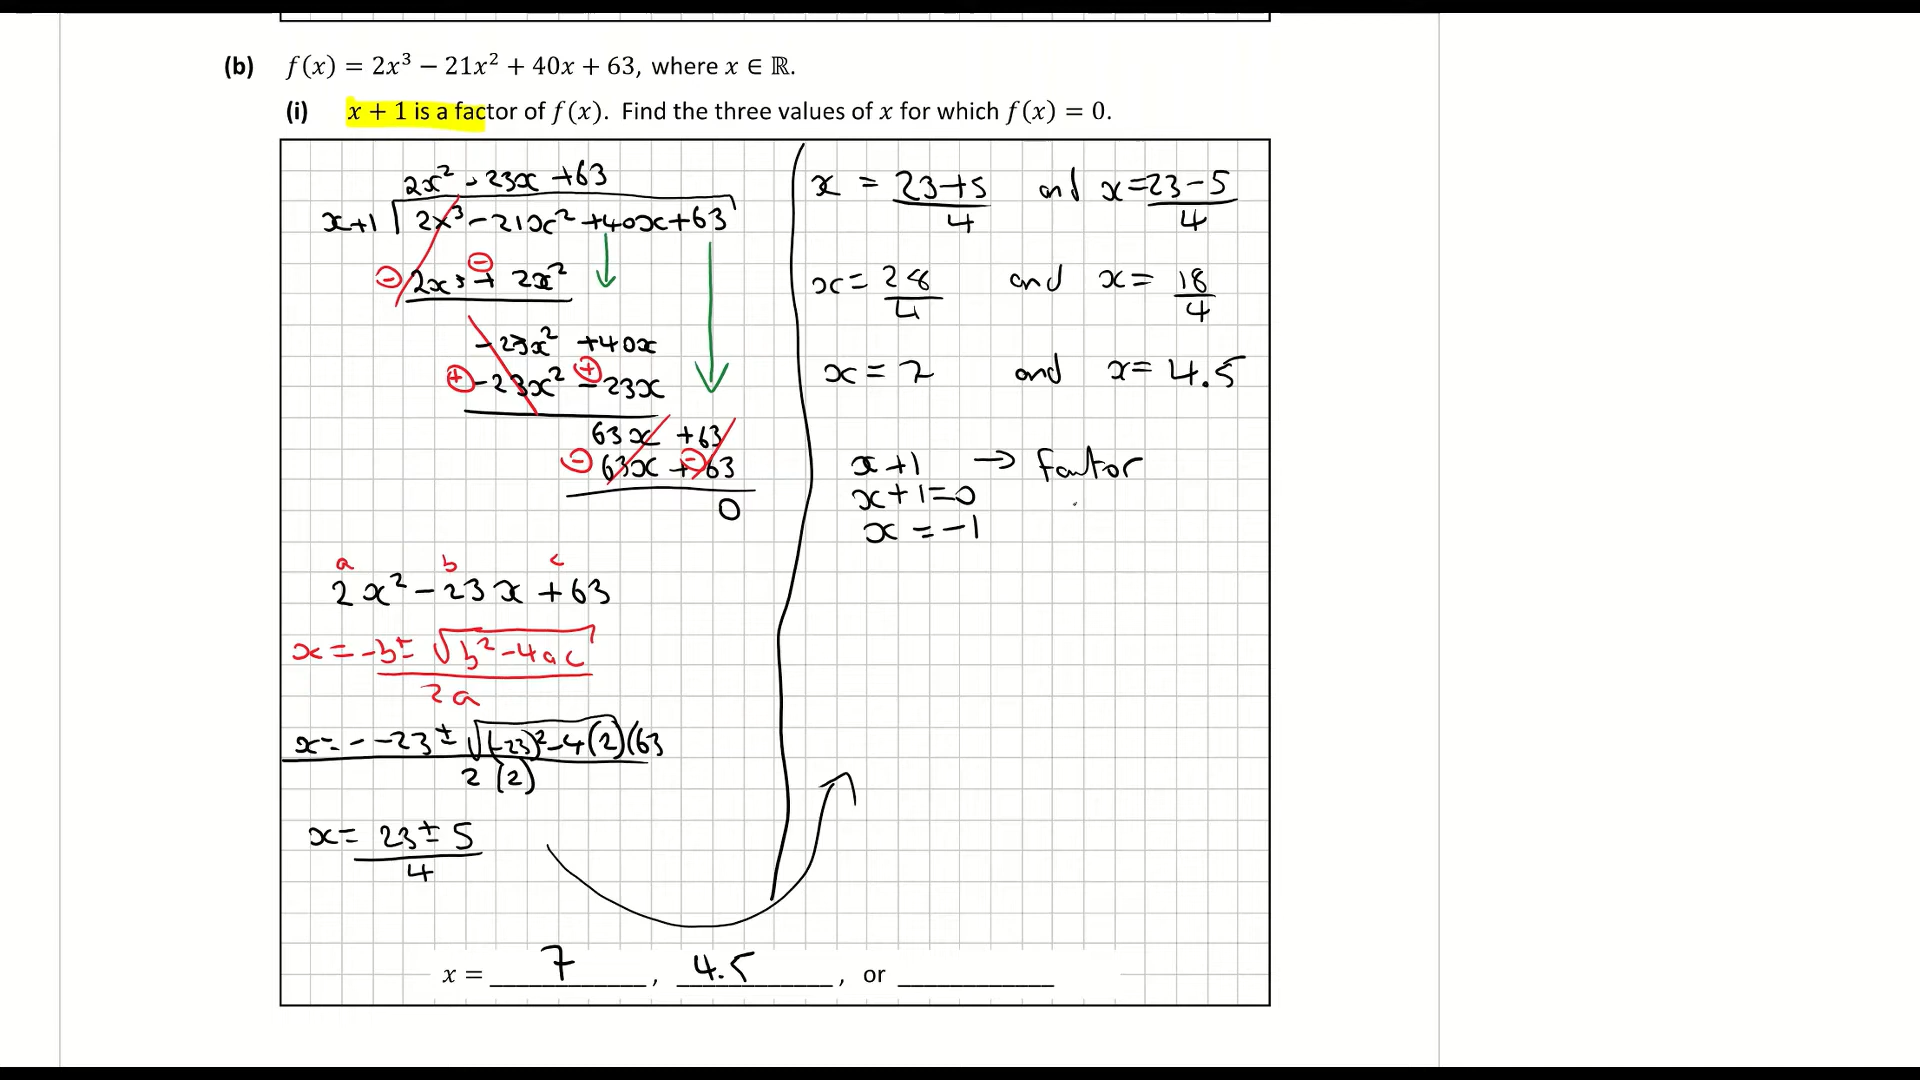 (b) f(x) = 2x³ − 21x² + 40x + 63, where x ∈ ℝ.
(i) x + 1 is a factor of f(x). Find the three values of x for which f(x) = 0.
2x² - 23x +63
x+1 2x³ - 21x² +40x+63
⊖ 2x³ + ⊖ 2x²
-23x² +40x
⊕ -23x² ⊕ - 23x
63x +63
⊖ 63x + ⊖ 63
0
a b c
2x² - 23x + 63
x = -b ± √b² - 4ac
2a
x = - -23 ± √(-23)² - 4(2)(63
2(2)
x = 23 ± 5
4
x = 23+5 and x = 23-5
4 4
x = 28 and x = 18
4 4
x = 7 and x = 4.5
x+1 → factor
x+1=0
x = -1
x = 7 , 4.5 , or